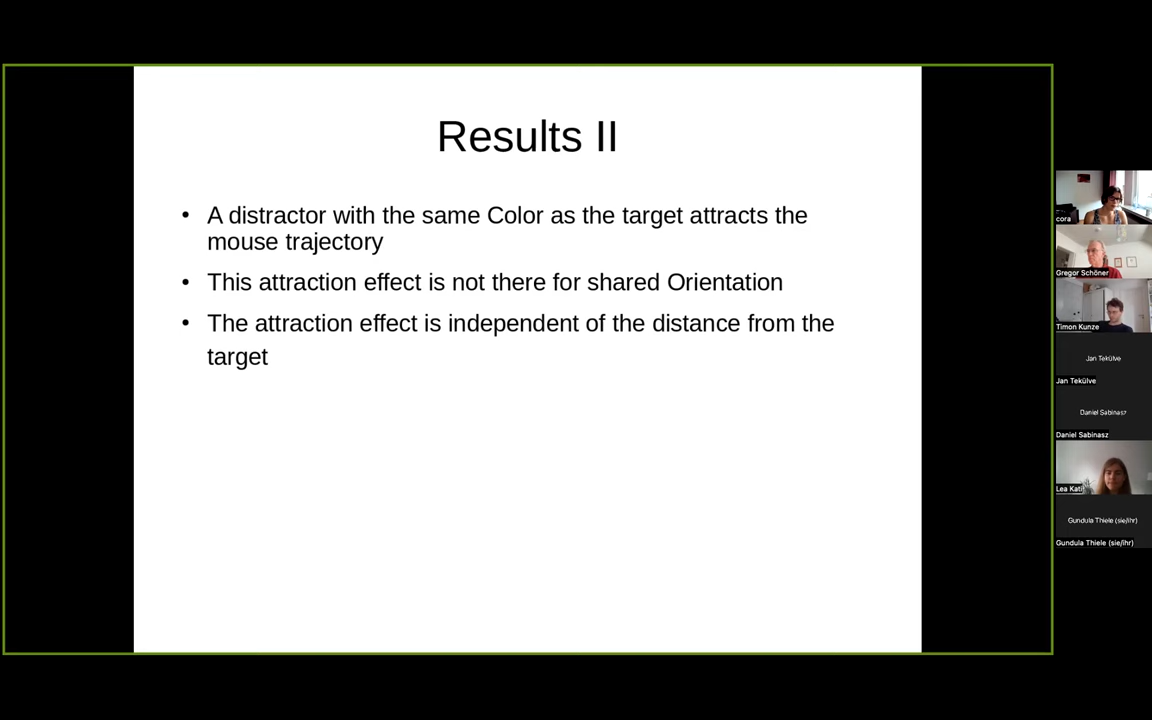 Results II
• A distractor with the same Color as the target attracts the
mouse trajectory
• This attraction effect is not there for shared Orientation
• The attraction effect is independent of the distance from the
target
cora
Gregor Schöner
Timon Kunze
Jan Tekülve
Jan Tekülve
Daniel Sabinasz
Daniel Sabinasz
Lea Kati
Gundula Thiele (sie/ihr)
Gundula Thiele (sie/ihr)